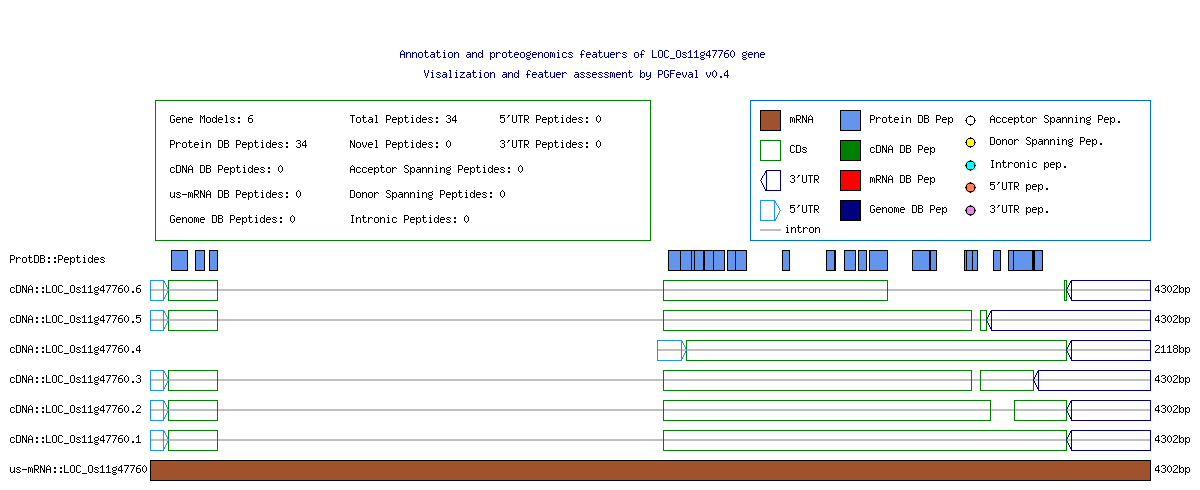 Annotation and proteogenomics featuers of LOC_Os11g47760 gene
Visalization and featuer assessment by PGFeval v0.4
Gene Models: 6 Total Peptides: 34 5'UTR Peptides: 0
Protein DB Peptides: 34 Novel Peptides: 0 3'UTR Peptides: 0
cDNA DB Peptides: 0 Acceptor Spanning Peptides: 0
us-mRNA DB Peptides: 0 Donor Spanning Peptides: 0
Genome DB Peptides: 0 Intronic Peptides: 0
mRNA Protein DB Pep Acceptor Spanning Pep.
CDs cDNA DB Pep Donor Spanning Pep.
3'UTR mRNA DB Pep Intronic pep.
5'UTR Genome DB Pep 5'UTR pep.
intron 3'UTR pep.
ProtDB::Peptides
cDNA::LOC_Os11g47760.6 4302bp
cDNA::LOC_Os11g47760.5 4302bp
cDNA::LOC_Os11g47760.4 2118bp
cDNA::LOC_Os11g47760.3 4302bp
cDNA::LOC_Os11g47760.2 4302bp
cDNA::LOC_Os11g47760.1 4302bp
us-mRNA::LOC_Os11g47760 4302bp